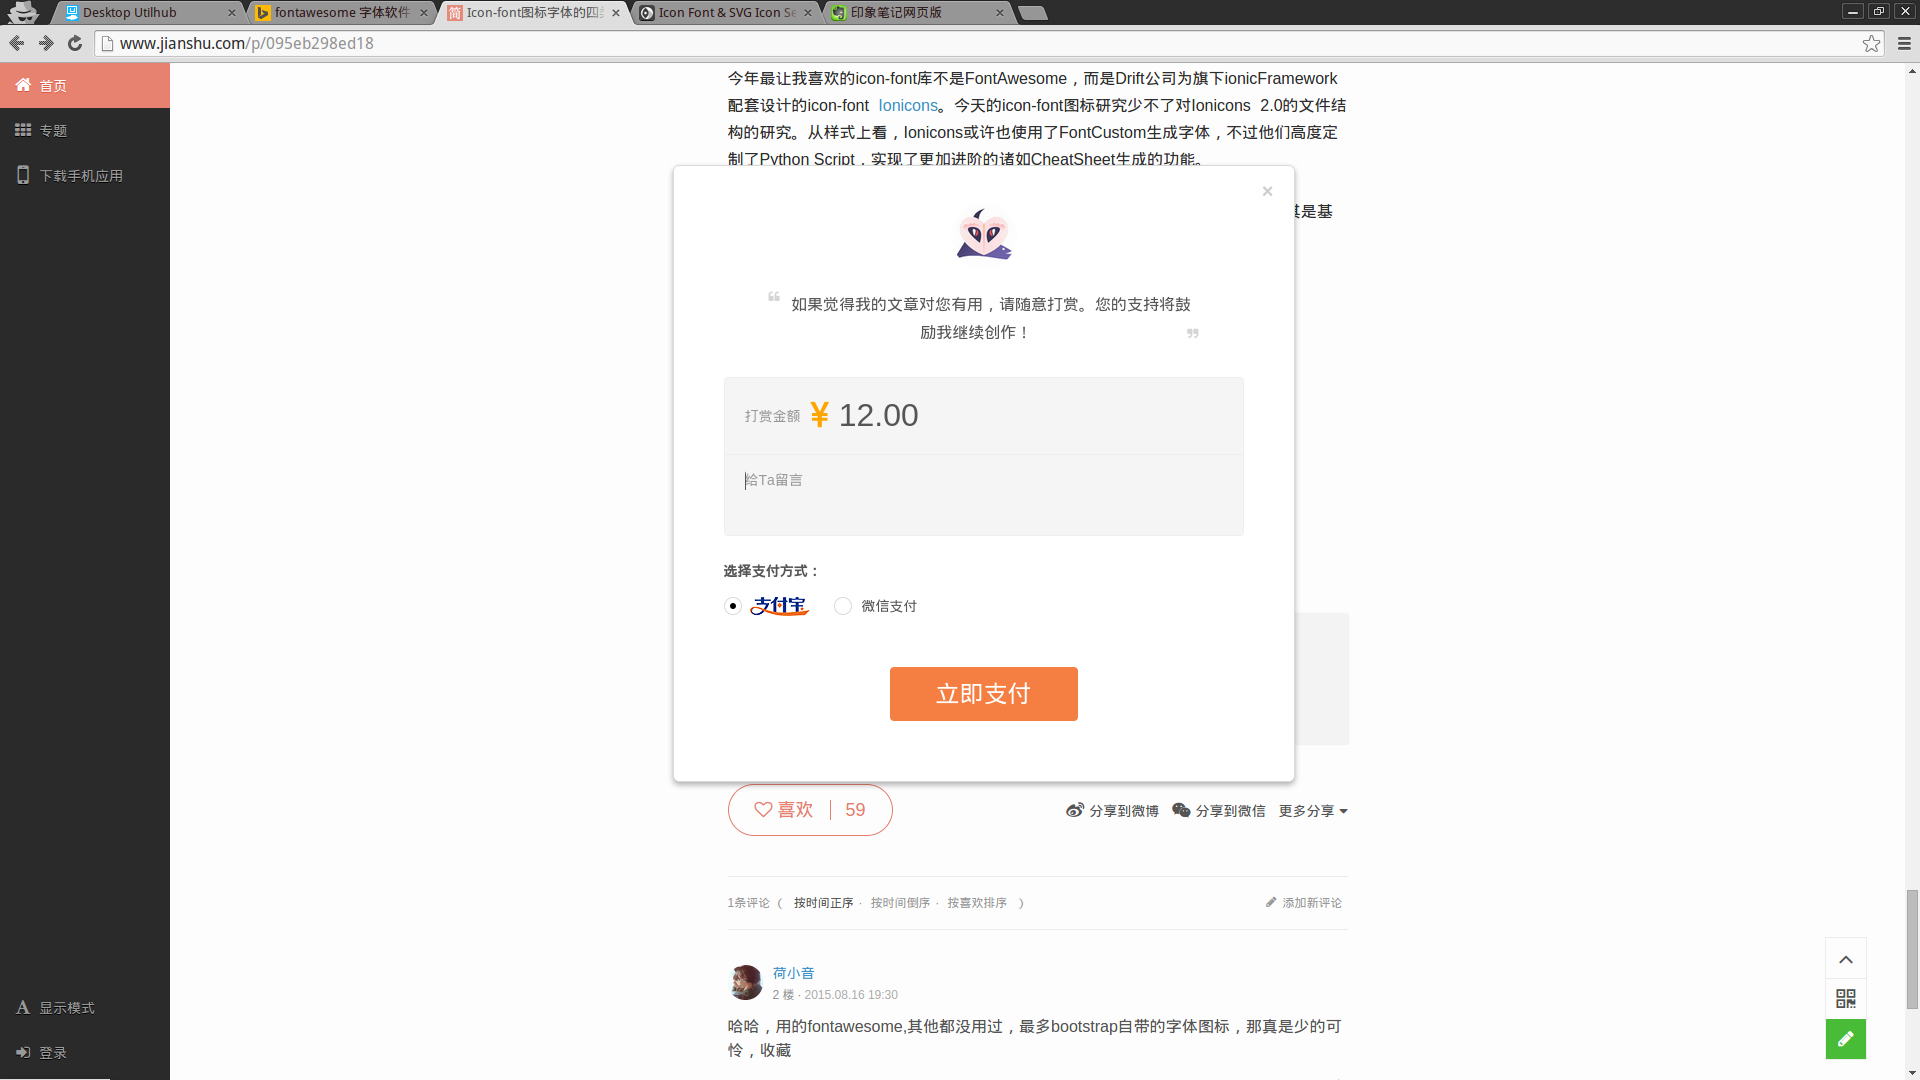 Desktop Utilhub
fontawesome 字体软件
Icon-font图标字体的四
Icon Font & SVG Icon Se
印象笔记网页版
www.jianshu.com/p/095eb298ed18
首页
专题
下载手机应用
显示模式
登录
今年最让我喜欢的icon-font库不是FontAwesome，而是Drift公司为旗下ionicFramework
配套设计的icon-font Ionicons。今天的icon-font图标研究少不了对Ionicons 2.0的文件结
构的研究。从样式上看，Ionicons或许也使用了FontCustom生成字体，不过他们高度定
制了Python Script，实现了更加进阶的诸如CheatSheet生成的功能。
其是基
×
“ 如果觉得我的文章对您有用，请随意打赏。您的支持将鼓
励我继续创作！ ”
打赏金额 ¥ 12.00
给Ta留言
选择支付方式：
支付宝 微信支付
立即支付
喜欢 | 59
分享到微博 分享到微信 更多分享
1条评论 （ 按时间正序 · 按时间倒序 · 按喜欢排序 ）
添加新评论
荷小音
2 楼 · 2015.08.16 19:30
哈哈，用的fontawesome,其他都没用过，最多bootstrap自带的字体图标，那真是少的可
怜，收藏